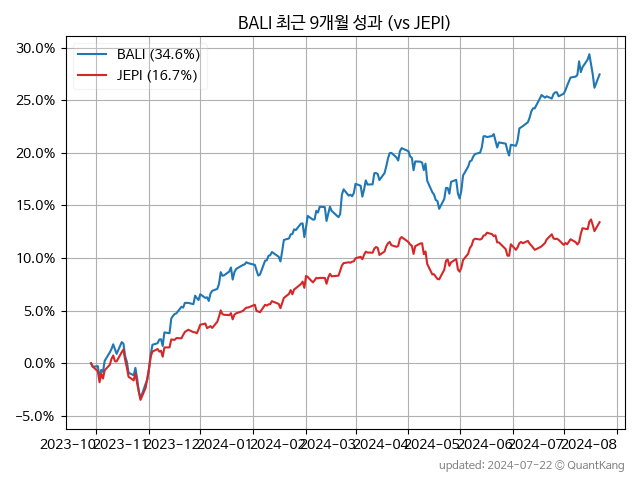 BALI 최근 9개월 성과 (vs JEPI)
BALI (34.6%)
JEPI (16.7%)
30.0%
25.0%
20.0%
15.0%
10.0%
5.0%
0.0%
−5.0%
2023-10 2023-11 2023-12 2024-01 2024-02 2024-03 2024-04 2024-05 2024-06 2024-07 2024-08
updated: 2024-07-22 © QuantKang